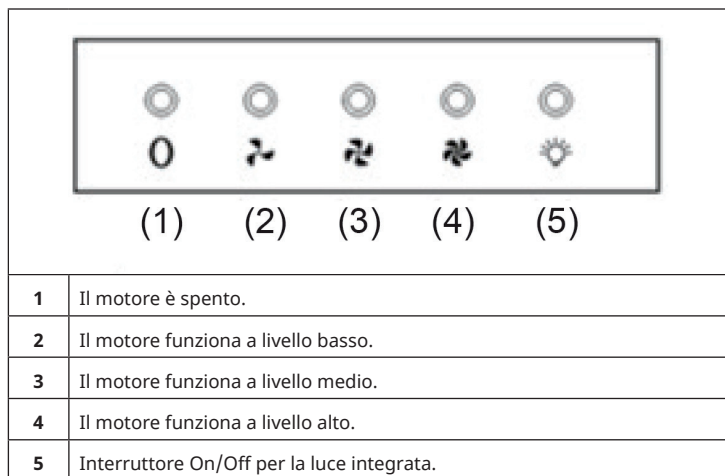 0
(1) (2) (3) (4) (5)
1 Il motore è spento.
2 Il motore funziona a livello basso.
3 Il motore funziona a livello medio.
4 Il motore funziona a livello alto.
5 Interruttore On/Off per la luce integrata.